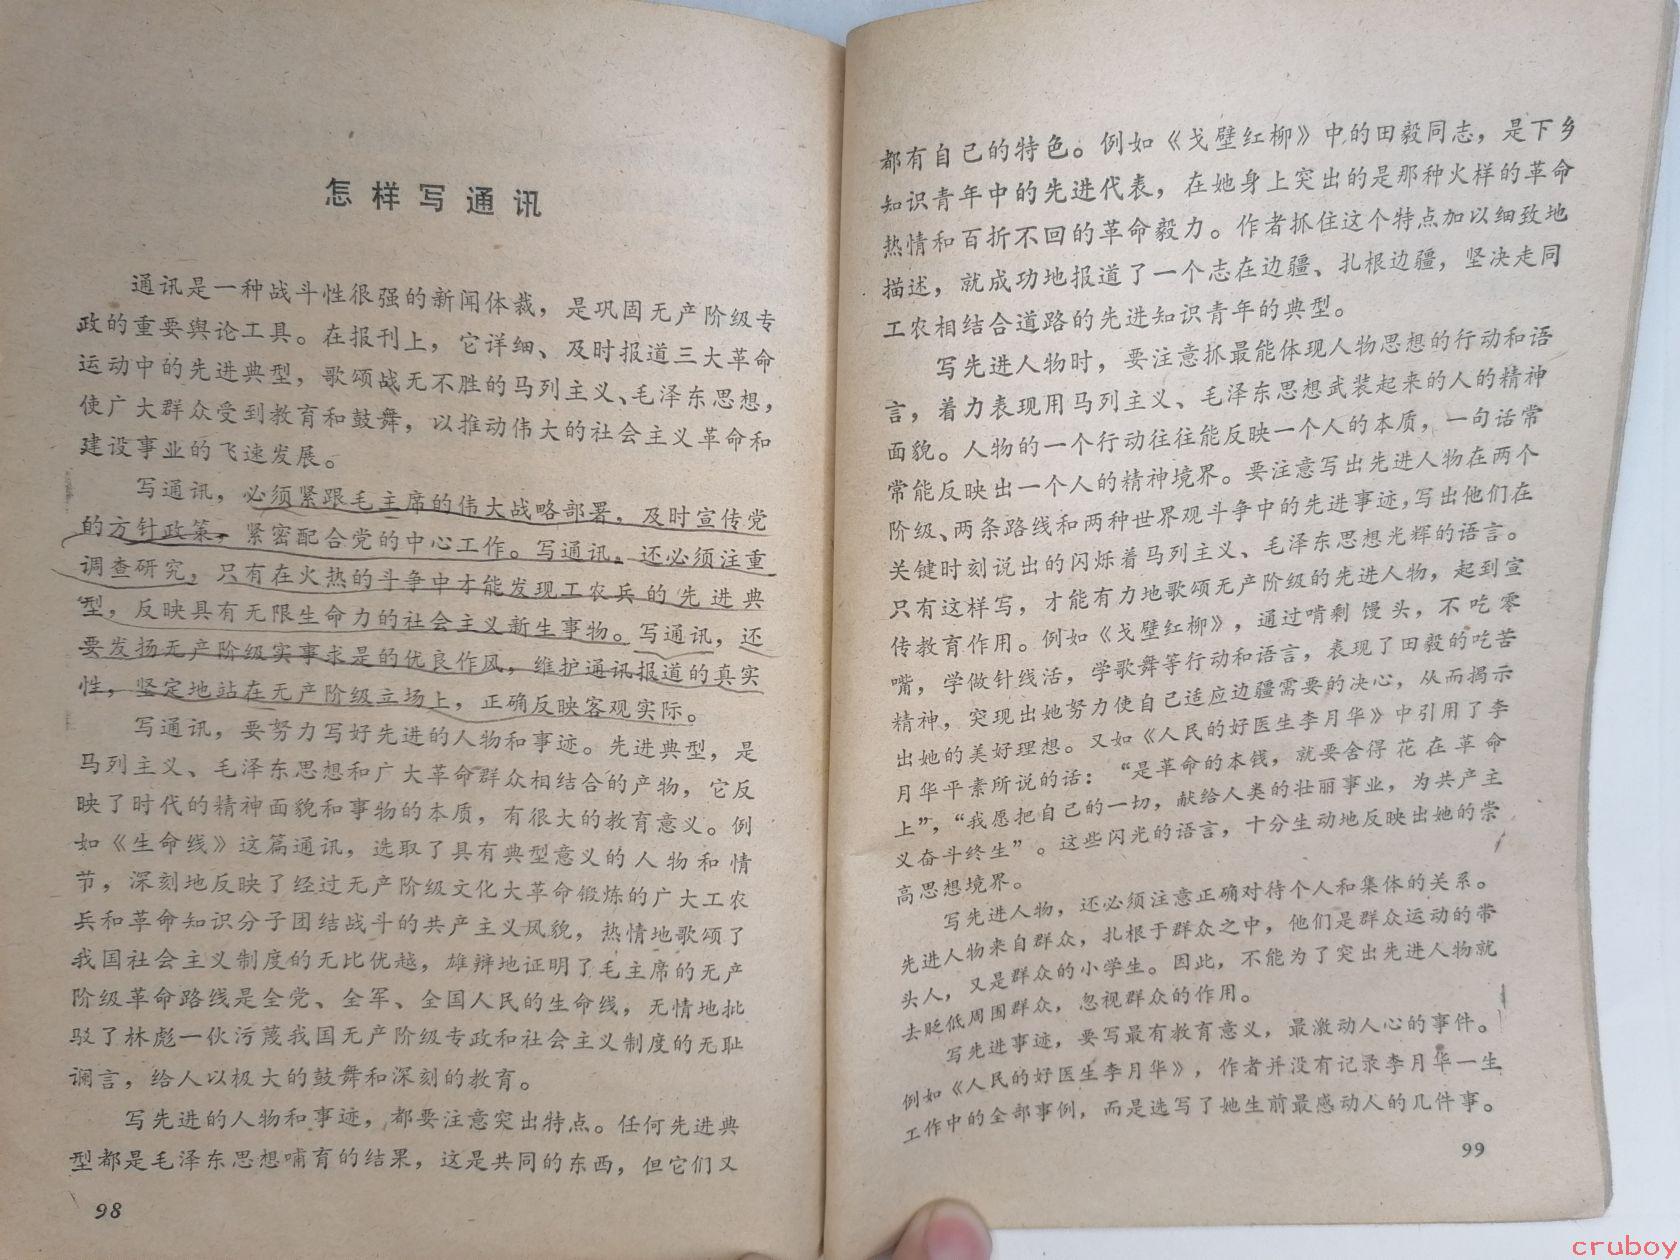 怎样写通讯
通讯是一种战斗性很强的新闻体裁，是巩固无产阶级专
政的重要舆论工具。在报刊上，它详细、及时报道三大革命
运动中的先进典型，歌颂战无不胜的马列主义、毛泽东思想，
使广大群众受到教育和鼓舞，以推动伟大的社会主义革命和
建设事业的飞速发展。
写通讯，必须紧跟毛主席的伟大战略部署，及时宣传党
的方针政策，紧密配合党的中心工作。写通讯，还必须注重
调查研究，只有在火热的斗争中才能发现工农兵的先进典
型，反映具有无限生命力的社会主义新生事物。写通讯，还
要发扬无产阶级实事求是的优良作风，维护通讯报道的真实
性，坚定地站在无产阶级立场上，正确反映客观实际。
写通讯，要努力写好先进的人物和事迹。先进典型，是
马列主义、毛泽东思想和广大革命群众相结合的产物，它反
映了时代的精神面貌和事物的本质，有很大的教育意义。例
如《生命线》这篇通讯，选取了具有典型意义的人物和情
节，深刻地反映了经过无产阶级文化大革命锻炼的广大工农
兵和革命知识分子团结战斗的共产主义风貌，热情地歌颂了
我国社会主义制度的无比优越，雄辩地证明了毛主席的无产
阶级革命路线是全党、全军、全国人民的生命线，无情地批
驳了林彪一伙污蔑我国无产阶级专政和社会主义制度的无耻
谰言，给人以极大的鼓舞和深刻的教育。
写先进的人物和事迹，都要注意突出特点。任何先进典
型都是毛泽东思想哺育的结果，这是共同的东西，但它们又
98
都有自己的特色。例如《戈壁红柳》中的田毅同志，是下乡
知识青年中的先进代表，在她身上突出的是那种火样的革命
热情和百折不回的革命毅力。作者抓住这个特点加以细致地
描述，就成功地报道了一个志在边疆、扎根边疆，坚决走同
工农相结合道路的先进知识青年的典型。
写先进人物时，要注意抓最能体现人物思想的行动和语
言，着力表现用马列主义、毛泽东思想武装起来的人的精神
面貌。人物的一个行动往往能反映一个人的本质，一句话常
常能反映出一个人的精神境界。要注意写出先进人物在两个
阶级、两条路线和两种世界观斗争中的先进事迹，写出他们在
关键时刻说出的闪烁着马列主义、毛泽东思想光辉的语言。
只有这样写，才能有力地歌颂无产阶级的先进人物，起到宣
传教育作用。例如《戈壁红柳》，通过啃剩馒头，不吃零
嘴，学做针线活，学歌舞等行动和语言，表现了田毅的吃苦
精神，突现出她努力使自己适应边疆需要的决心，从而揭示
出她的美好理想。又如《人民的好医生李月华》中引用了李
月华平素所说的话：“是革命的本钱，就要舍得花在革命
上”，“我愿把自己的一切，献给人类的壮丽事业，为共产主
义奋斗终生”。这些闪光的语言，十分生动地反映出她的崇
高思想境界。
写先进人物，还必须注意正确对待个人和集体的关系。
先进人物来自群众，扎根于群众之中，他们是群众运动的带
头人，又是群众的小学生。因此，不能为了突出先进人物就
去贬低周围群众，忽视群众的作用。
写先进事迹，要写最有教育意义，最激动人心的事件。
例如《人民的好医生李月华》，作者并没有记录李月华一生
工作中的全部事例，而是选写了她生前最感动人的几件事。
99
cruboy